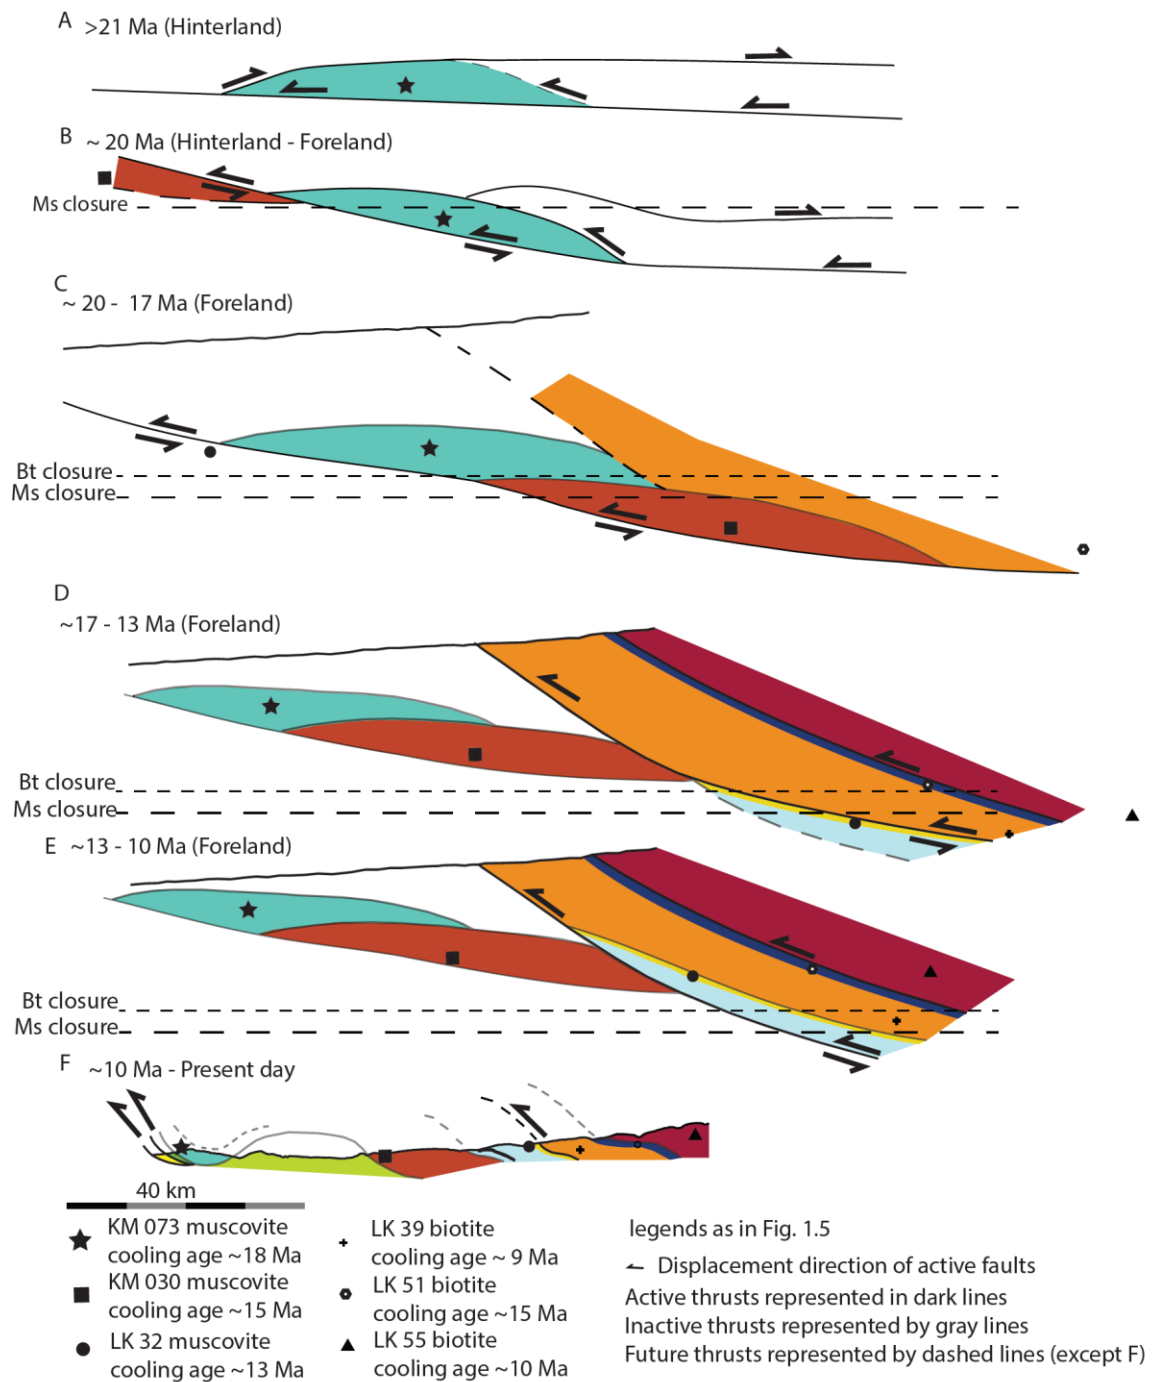 A >21 Ma (Hinterland)
B ~ 20 Ma (Hinterland - Foreland)
Ms closure
C
~ 20 - 17 Ma (Foreland)
Bt closure
Ms closure
D
~17 - 13 Ma (Foreland)
Bt closure
Ms closure
E ~13 - 10 Ma (Foreland)
Bt closure
Ms closure
F ~10 Ma - Present day
40 km
KM 073 muscovite
cooling age ~18 Ma
KM 030 muscovite
cooling age ~15 Ma
LK 32 muscovite
cooling age ~13 Ma
LK 39 biotite
cooling age ~ 9 Ma
LK 51 biotite
cooling age ~15 Ma
LK 55 biotite
cooling age ~10 Ma
legends as in Fig. 1.5
Displacement direction of active faults
Active thrusts represented in dark lines
Inactive thrusts represented by gray lines
Future thrusts represented by dashed lines (except F)